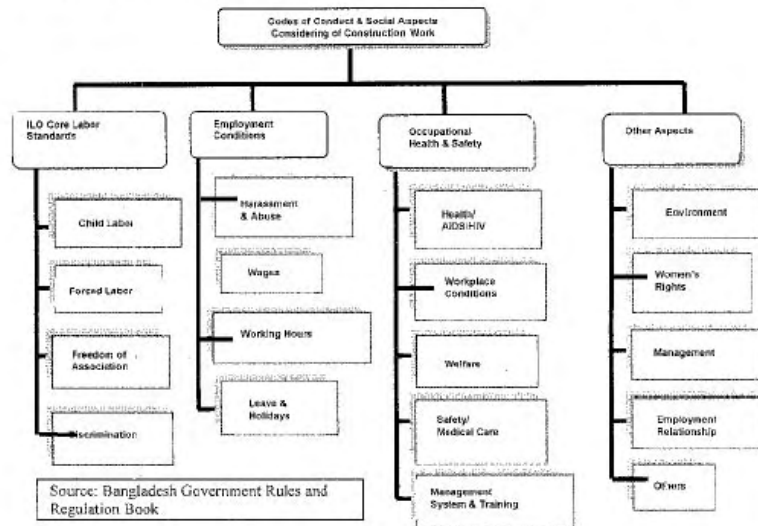 Codes of Conduct & Social Aspects
Considering of Construction Work
ILO Core Labor
Standards
Child Labor
Forced Labor
Freedom of
Association
Discrimination
Employment
Conditions
Harassment
& Abuse
Wages
Working Hours
Leave &
Holidays
Occupational
Health & Safety
Health/
AIDS/HIV
Workplace
Conditions
Welfare
Safety/
Medical Care
Management
System & Training
Other Aspects
Environment
Women's
Rights
Management
Employment
Relationship
Others
Source: Bangladesh Government Rules and
Regulation Book